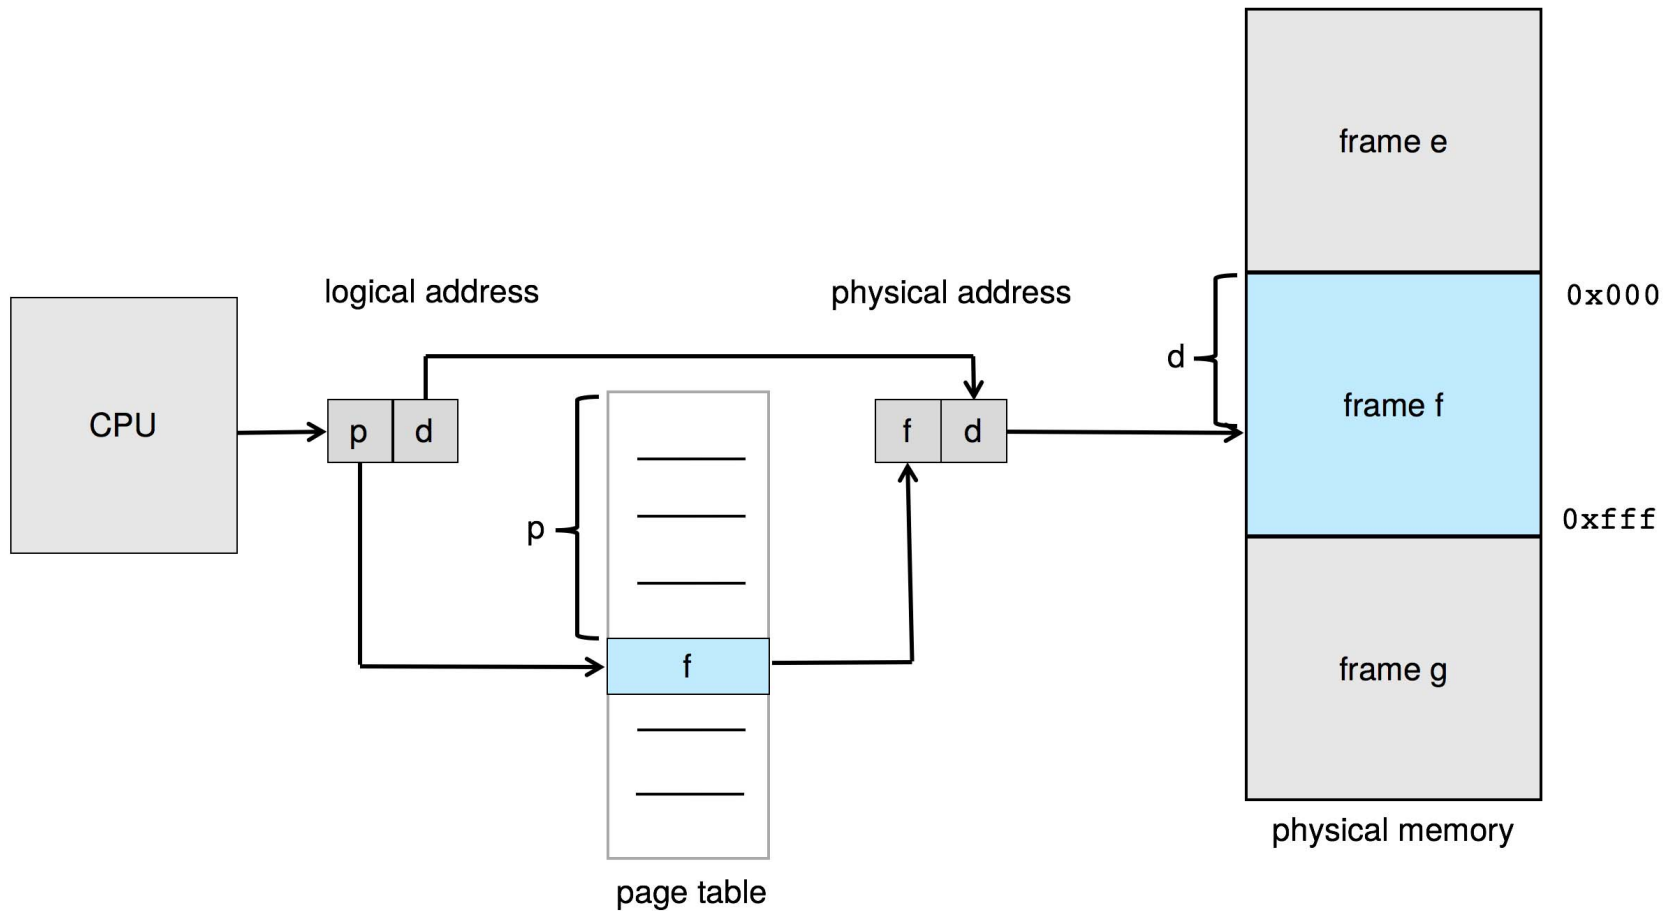 frame e
logical address
physical address
0x000
d
frame f
CPU
p
d
f
d
p
0xfff
f
frame g
physical memory
page table